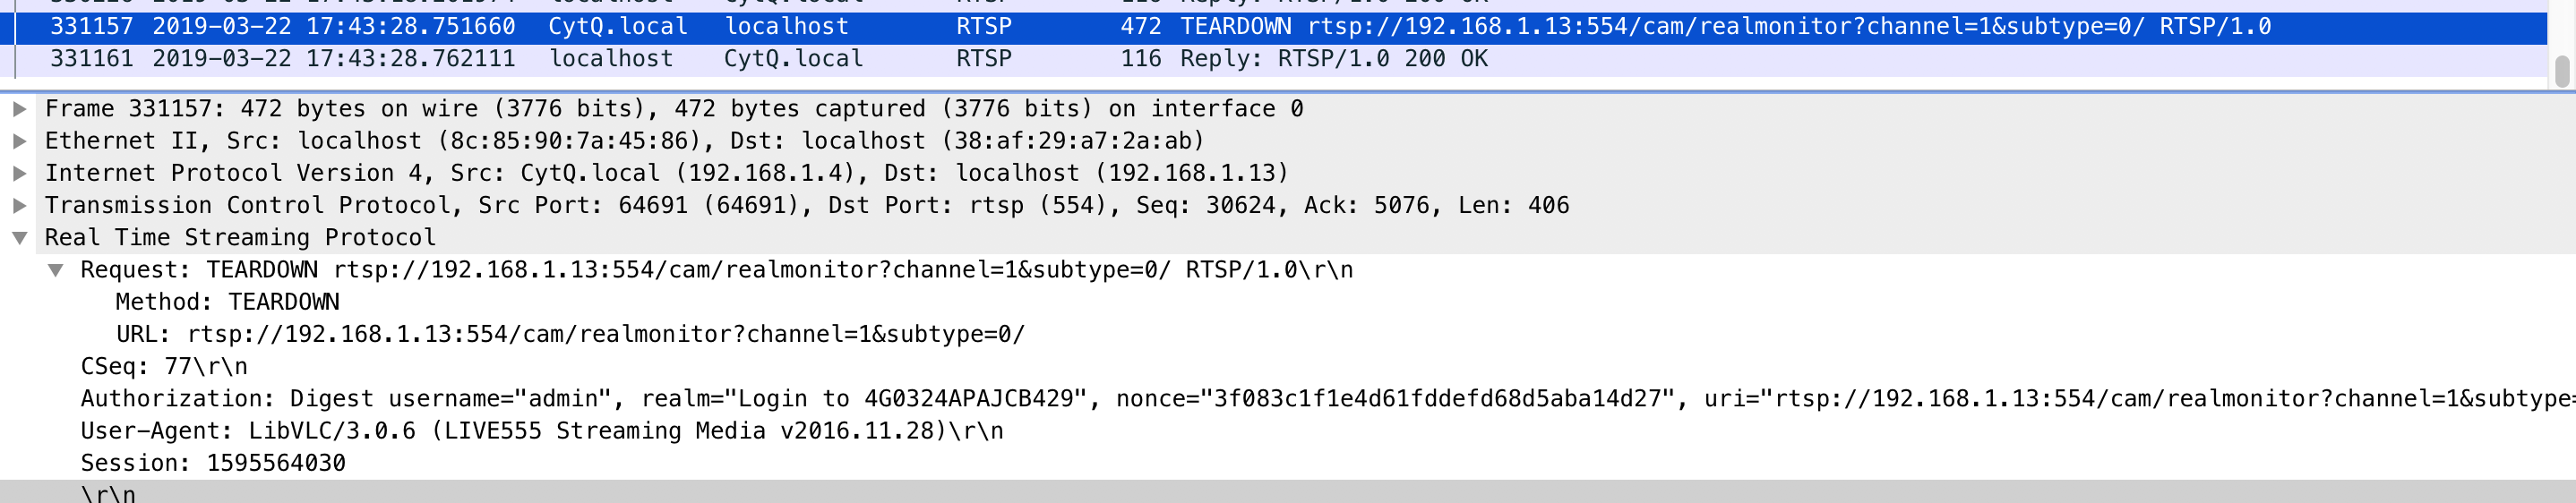 331157 2019-03-22 17:43:28.751660 CytQ.local localhost RTSP 472 TEARDOWN rtsp://192.168.1.13:554/cam/realmonitor?channel=1&subtype=0/ RTSP/1.0
331161 2019-03-22 17:43:28.762111 localhost CytQ.local RTSP 116 Reply: RTSP/1.0 200 OK
Frame 331157: 472 bytes on wire (3776 bits), 472 bytes captured (3776 bits) on interface 0
Ethernet II, Src: localhost (8c:85:90:7a:45:86), Dst: localhost (38:af:29:a7:2a:ab)
Internet Protocol Version 4, Src: CytQ.local (192.168.1.4), Dst: localhost (192.168.1.13)
Transmission Control Protocol, Src Port: 64691 (64691), Dst Port: rtsp (554), Seq: 30624, Ack: 5076, Len: 406
Real Time Streaming Protocol
Request: TEARDOWN rtsp://192.168.1.13:554/cam/realmonitor?channel=1&subtype=0/ RTSP/1.0\r\n
Method: TEARDOWN
URL: rtsp://192.168.1.13:554/cam/realmonitor?channel=1&subtype=0/
CSeq: 77\r\n
Authorization: Digest username="admin", realm="Login to 4G0324APAJCB429", nonce="3f083c1f1e4d61fddefd68d5aba14d27", uri="rtsp://192.168.1.13:554/cam/realmonitor?channel=1&subtype=
User-Agent: LibVLC/3.0.6 (LIVE555 Streaming Media v2016.11.28)\r\n
Session: 1595564030
\r\n